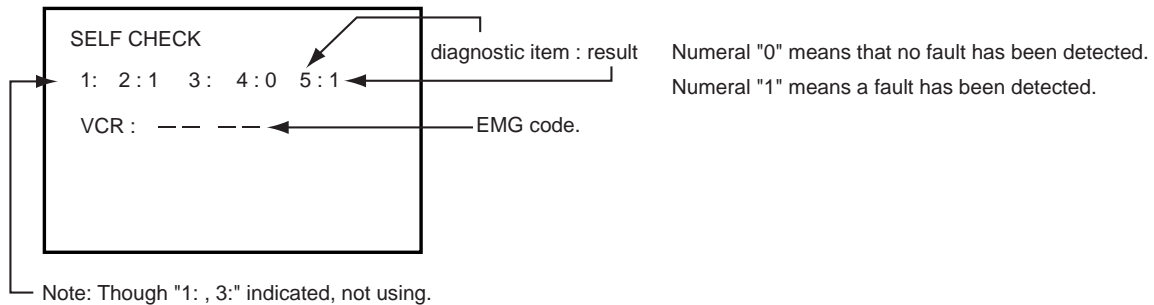 SELF CHECK
diagnostic item : result
Numeral "0" means that no fault has been detected.
1: 2 : 1 3 : 4 : 0 5 : 1
Numeral "1" means a fault has been detected.
VCR : – – – –
EMG code.
Note: Though "1: , 3:" indicated, not using.